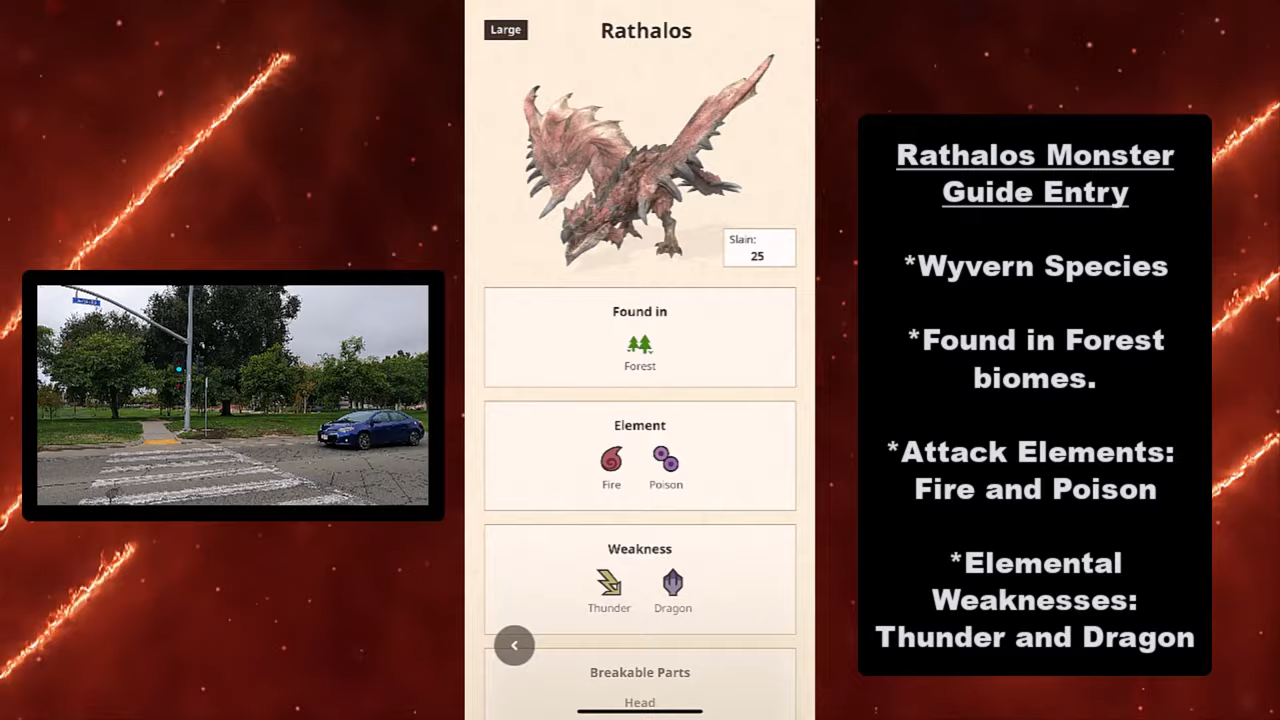 Large
Rathalos
Slain:
25
Found in
Forest
Element
Fire
Poison
Weakness
Thunder
Dragon
Breakable Parts
Head
Rathalos Monster
Guide Entry
*Wyvern Species
*Found in Forest
biomes.
*Attack Elements:
Fire and Poison
*Elemental
Weaknesses:
Thunder and Dragon